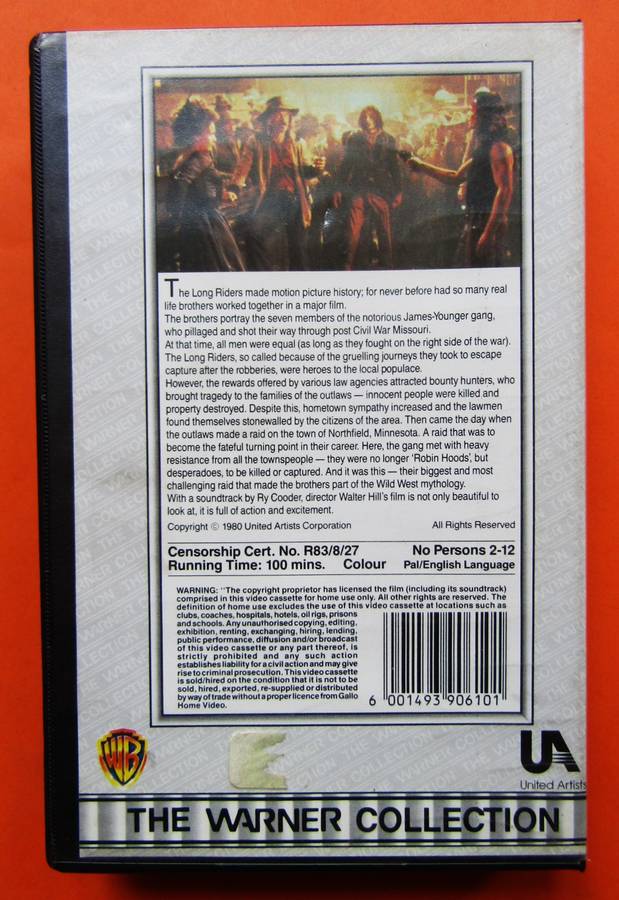 The Long Riders made motion picture history; for never before had so many real
life brothers worked together in a major film.
The brothers portray the seven members of the notorious James-Younger gang,
who pillaged and shot their way through post Civil War Missouri.
At that time, all men were equal (as long as they fought on the right side of the war).
The Long Riders, so called because of the gruelling journeys they took to escape
capture after the robberies, were heroes to the local populace.
However, the rewards offered by various law agencies attracted bounty hunters, who
brought tragedy to the families of the outlaws — innocent people were killed and
property destroyed. Despite this, hometown sympathy increased and the lawmen
found themselves stonewalled by the citizens of the area. Then came the day when
the outlaws made a raid on the town of Northfield, Minnesota. A raid that was to
become the fateful turning point in their career. Here, the gang met with heavy
resistance from all the townspeople — they were no longer 'Robin Hoods', but
desperadoes, to be killed or captured. And it was this — their biggest and most
challenging raid that made the brothers part of the Wild West mythology.
With a soundtrack by Ry Cooder, director Walter Hill's film is not only beautiful to
look at, it is full of action and excitement.
Copyright © 1980 United Artists Corporation All Rights Reserved
Censorship Cert. No. R83/8/27 No Persons 2-12
Running Time: 100 mins. Colour Pal/English Language
WARNING: "The copyright proprietor has licensed the film (including its soundtrack)
comprised in this video cassette for home use only. All other rights are reserved. The
definition of home use excludes the use of this video cassette at locations such as
clubs, coaches, hospitals, hotels, oil rigs, prisons
and schools. Any unauthorised copying, editing,
exhibition, renting, exchanging, hiring, lending,
public performance, diffusion and/or broadcast
of this video cassette or any part thereof, is
strictly prohibited and any such action
establishes liability for a civil action and may give
rise to criminal prosecution. This video cassette
is sold/hired on the condition that it is not to be
sold, hired, exported, re-supplied or distributed
by way of trade without a proper licence from Gallo
Home Video.
6 001493 906101
WB
UA
United Artists
THE WARNER COLLECTION